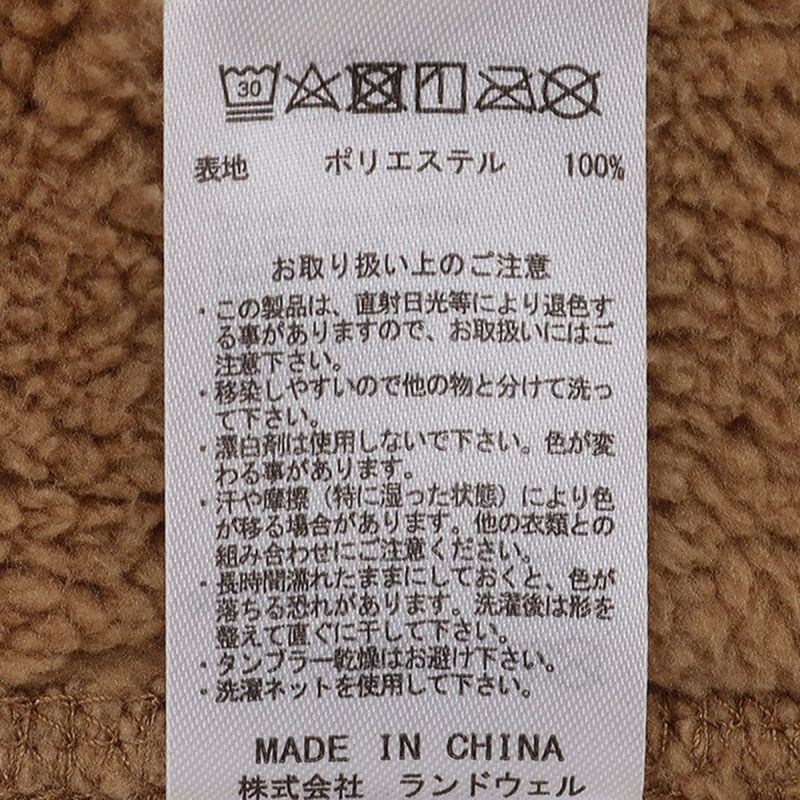 30
表地 ポリエステル 100%
お取り扱い上のご注意
・この製品は、直射日光等により退色す
る事がありますので、お取扱いにはご
注意下さい。
・移染しやすいので他の物と分けて洗っ
て下さい。
・漂白剤は使用しないで下さい。色が変
わる事があります。
・汗や摩擦（特に湿った状態）により色
が移る場合があります。他の衣類との
組み合わせにご注意ください。
・長時間濡れたままにしておくと、色が
落ちる恐れがあります。洗濯後は形を
整えて直ぐに干して下さい。
・タンブラー乾燥はお避け下さい。
・洗濯ネットを使用して下さい。
MADE IN CHINA
株式会社 ランドウェル